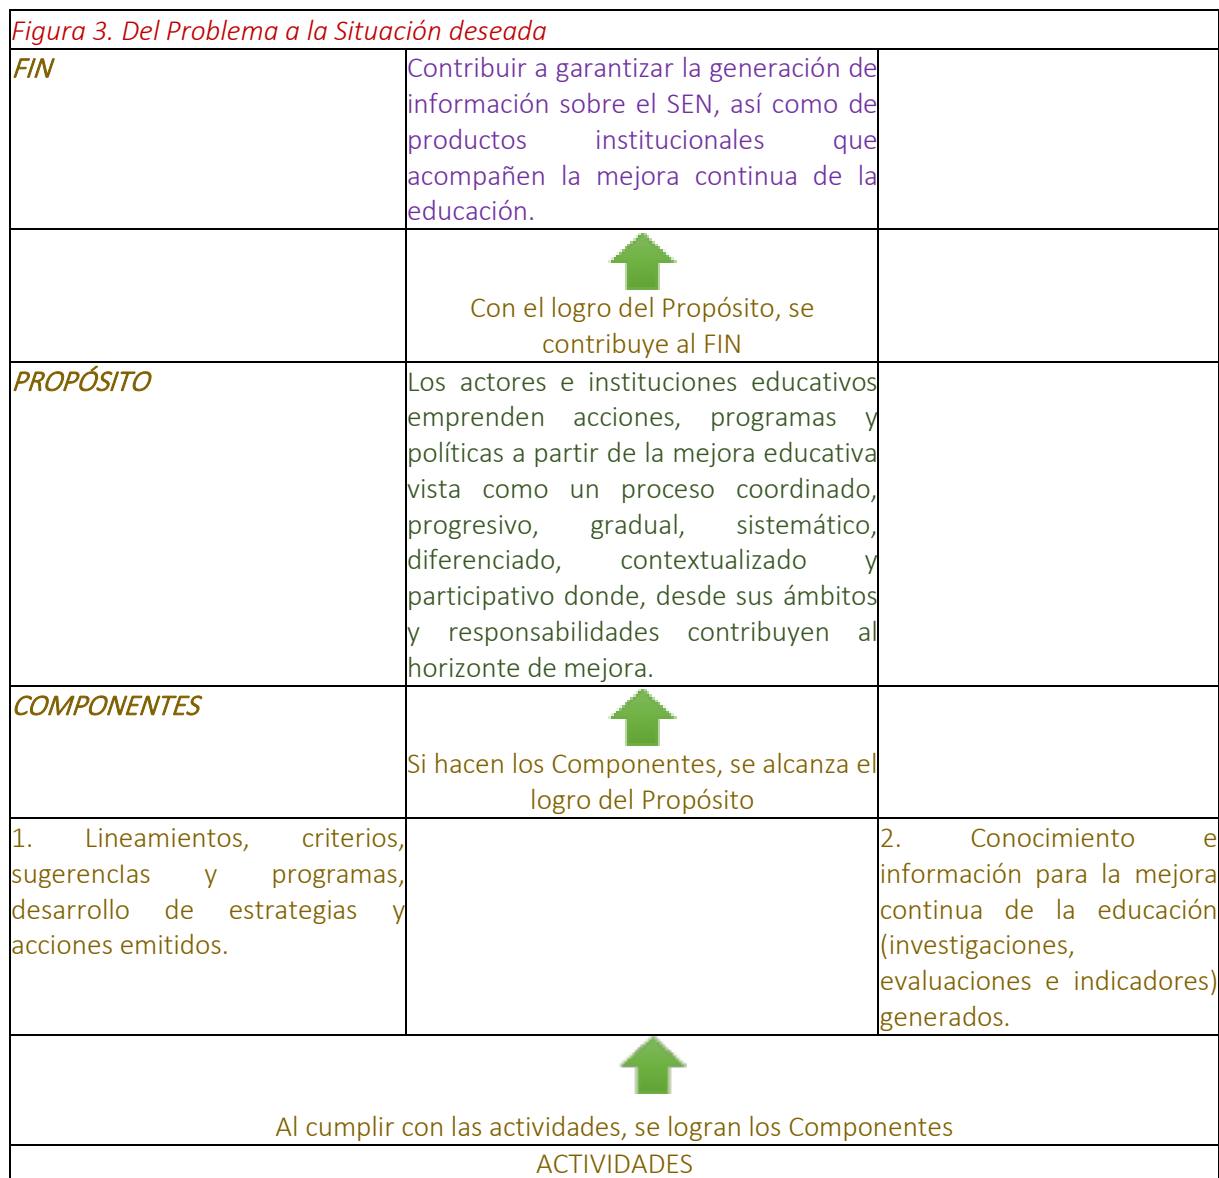 Figura 3. Del Problema a la Situación deseada
FIN
Contribuir a garantizar la generación de
información sobre el SEN, así como de
productos institucionales que
acompañen la mejora continua de la
educación.
Con el logro del Propósito, se
contribuye al FIN
PROPÓSITO
Los actores e instituciones educativos
emprenden acciones, programas y
políticas a partir de la mejora educativa
vista como un proceso coordinado,
progresivo, gradual, sistemático,
diferenciado, contextualizado y
participativo donde, desde sus ámbitos
y responsabilidades contribuyen al
horizonte de mejora.
COMPONENTES
Si hacen los Componentes, se alcanza el
logro del Propósito
1. Lineamientos, criterios,
sugerenclas y programas,
desarrollo de estrategias y
acciones emitidos.
2. Conocimiento e
información para la mejora
continua de la educación
(investigaciones,
evaluaciones e indicadores)
generados.
Al cumplir con las actividades, se logran los Componentes
ACTIVIDADES